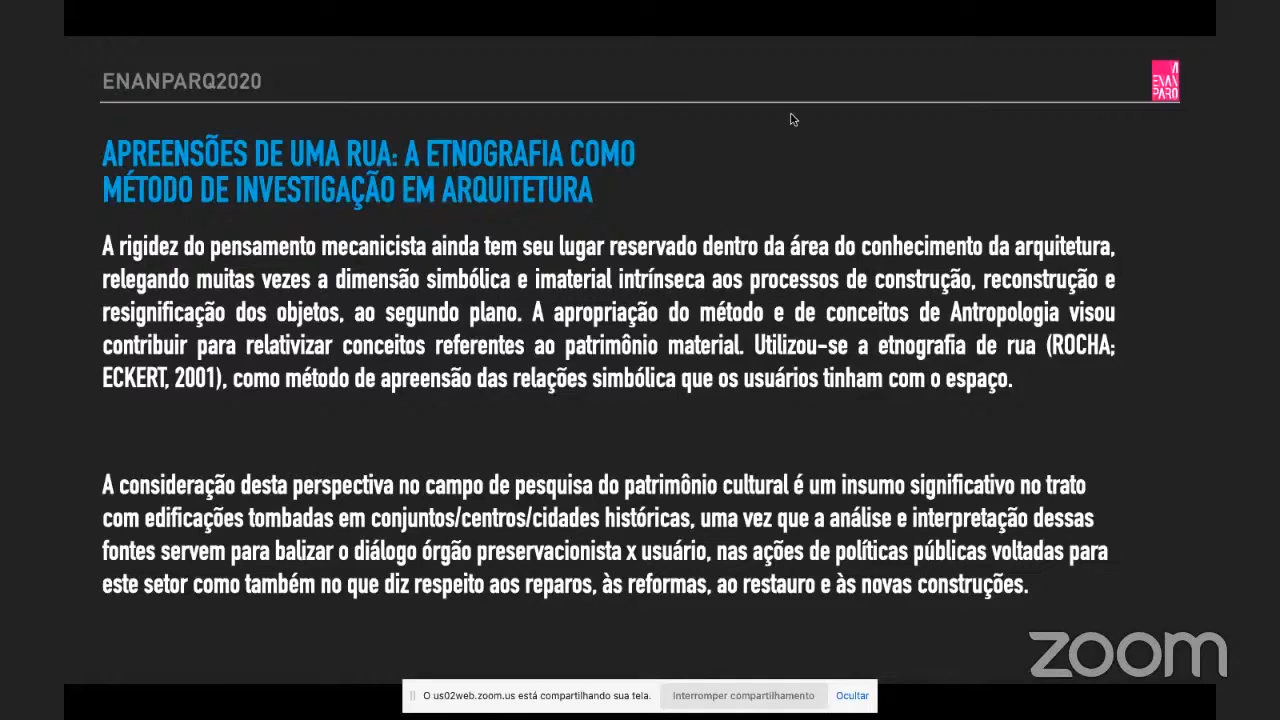 ENANPARQ2020
VI
ENAN
PARQ
APREENSÕES DE UMA RUA: A ETNOGRAFIA COMO
MÉTODO DE INVESTIGAÇÃO EM ARQUITETURA
A rigidez do pensamento mecanicista ainda tem seu lugar reservado dentro da área do conhecimento da arquitetura,
relegando muitas vezes a dimensão simbólica e imaterial intrínseca aos processos de construção, reconstrução e
resignificação dos objetos, ao segundo plano. A apropriação do método e de conceitos de Antropologia visou
contribuir para relativizar conceitos referentes ao patrimônio material. Utilizou-se a etnografia de rua (ROCHA;
ECKERT, 2001), como método de apreensão das relações simbólica que os usuários tinham com o espaço.
A consideração desta perspectiva no campo de pesquisa do patrimônio cultural é um insumo significativo no trato
com edificações tombadas em conjuntos/centros/cidades históricas, uma vez que a análise e interpretação dessas
fontes servem para balizar o diálogo órgão preservacionista x usuário, nas ações de políticas públicas voltadas para
este setor como também no que diz respeito aos reparos, às reformas, ao restauro e às novas construções.
zoom
O us02web.zoom.us está compartilhando sua tela. Interromper compartilhamento Ocultar